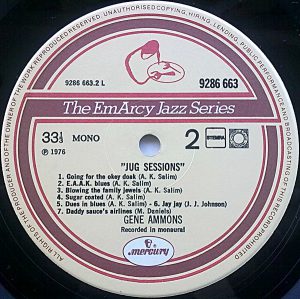 ALL RIGHTS OF THE PRODUCER AND OF THE OWNER OF THE WORK REPRODUCED RESERVED. UNAUTHORISED COPYING, HIRING, LENDING, PUBLIC PERFORMANCE AND BROADCASTING OF THIS RECORD PROHIBITED
9286 663.2 L
9286 663
The EmArcy Jazz Series
33⅓ MONO
℗ 1976
2
STEMRA
"JUG SESSIONS"
1. Going for the okey doak (A. K. Salim)
2. E.A.A.K. blues (A. K. Salim)
3. Blowing the family jewels (A. K. Salim)
4. Sugar coated (A. K. Salim)
5. Dues in blues (A. K. Salim) - 6. Jay jay (J. J. Johnson)
7. Daddy sauce's airlines (M. Daniels)
GENE AMMONS
Recorded in monaural
mercury